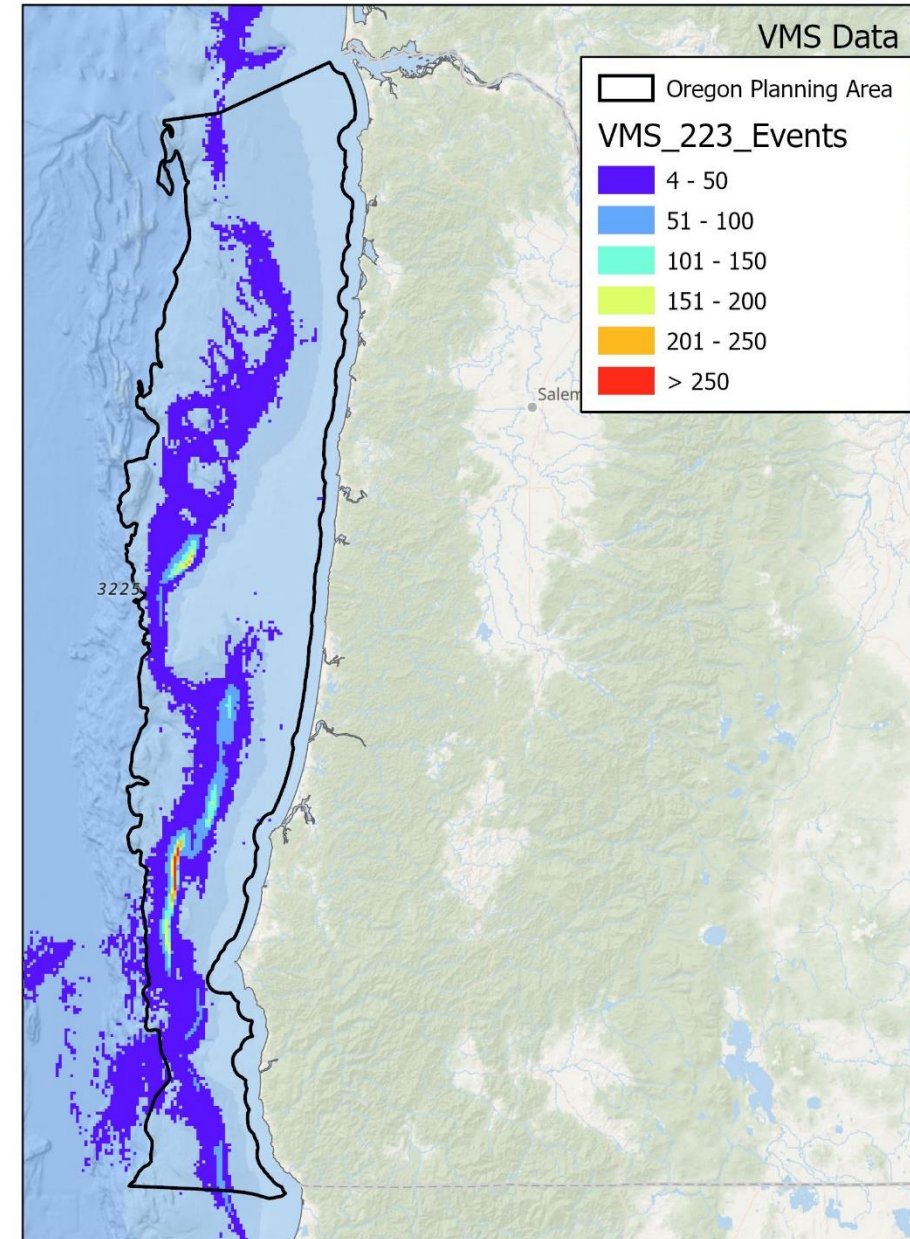 VMS Data
Oregon Planning Area
VMS_223_Events
4 - 50
51 - 100
101 - 150
151 - 200
201 - 250
> 250
Salem
3225